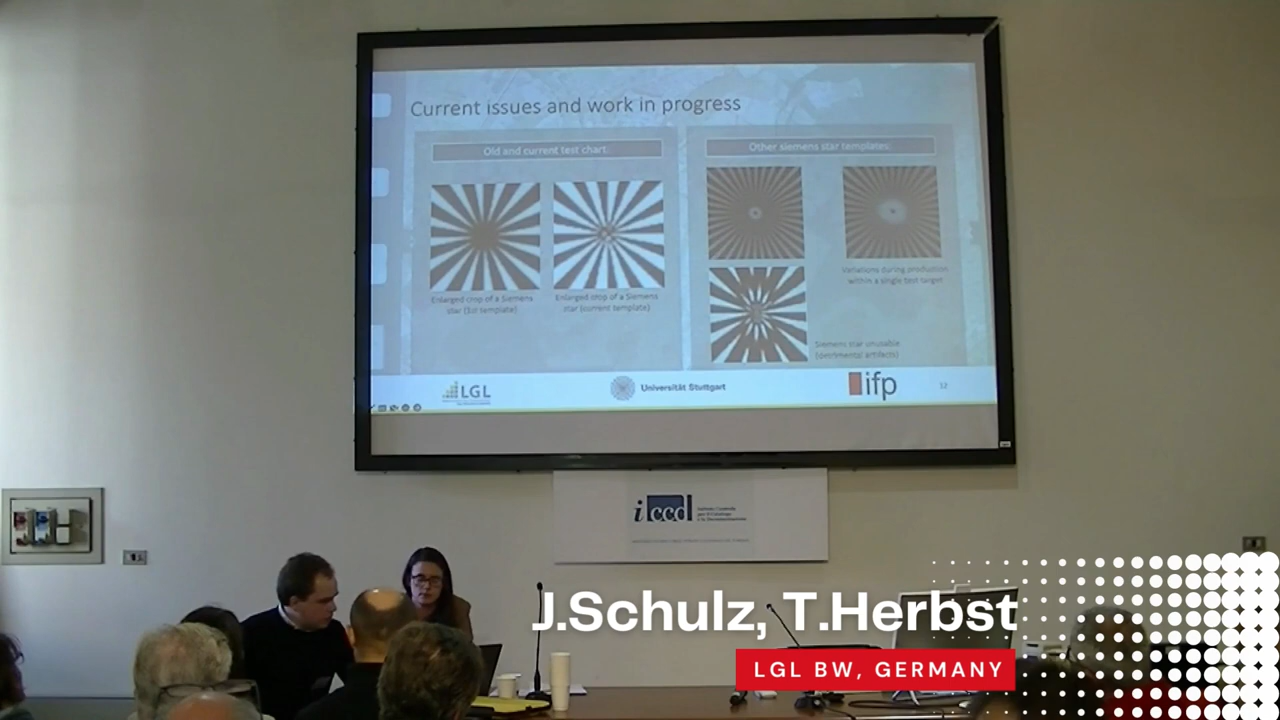 Current issues and work in progress
Old and current test chart
Other siemens star templates:
Enlarged crop of a Siemens
star (1st template)
Enlarged crop of a Siemens
star (current template)
Variations during production
within a single test target
Siemens star unusable
LGL
Universität Stuttgart
ifp
12
iccd
J.Schulz, T.Herbst
LGL BW, GERMANY